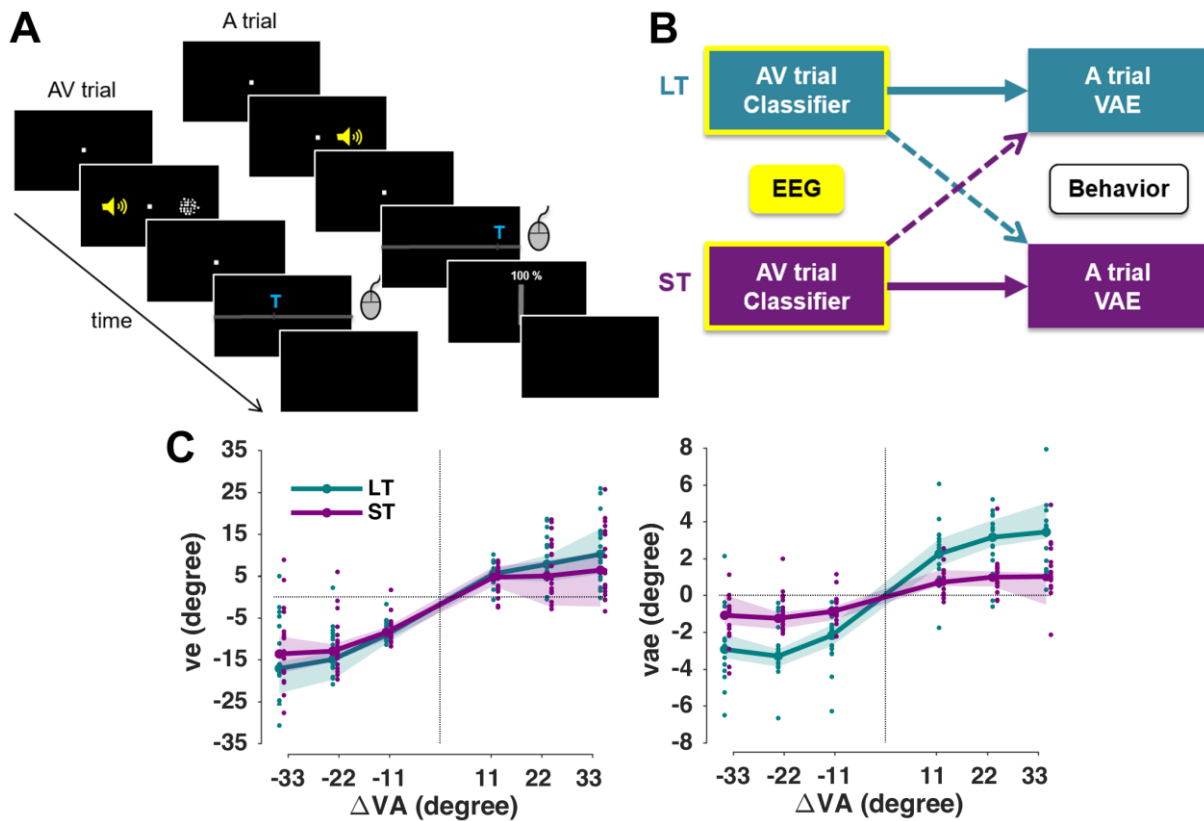 A
A trial
AV trial
T
T
100 %
time
B
LT
AV trial
Classifier
A trial
VAE
EEG
Behavior
ST
AV trial
Classifier
A trial
VAE
C
35
25
15
5
-5
-15
-25
-35
ve (degree)
LT
ST
-33 -22 -11 11 22 33
ΔVA (degree)
8
6
4
2
0
-2
-4
-6
-8
vae (degree)
-33 -22 -11 11 22 33
ΔVA (degree)